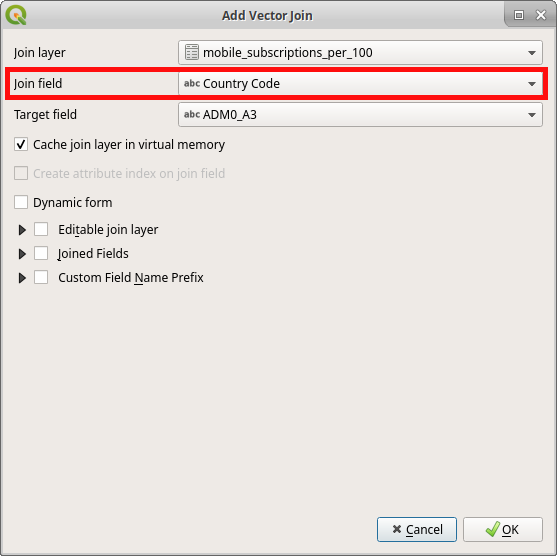 Add Vector Join
Join layer mobile_subscriptions_per_100
Join field abc Country Code
Target field abc ADM0_A3
Cache join layer in virtual memory
Create attribute index on join field
Dynamic form
Editable join layer
Joined Fields
Custom Field Name Prefix
Cancel OK